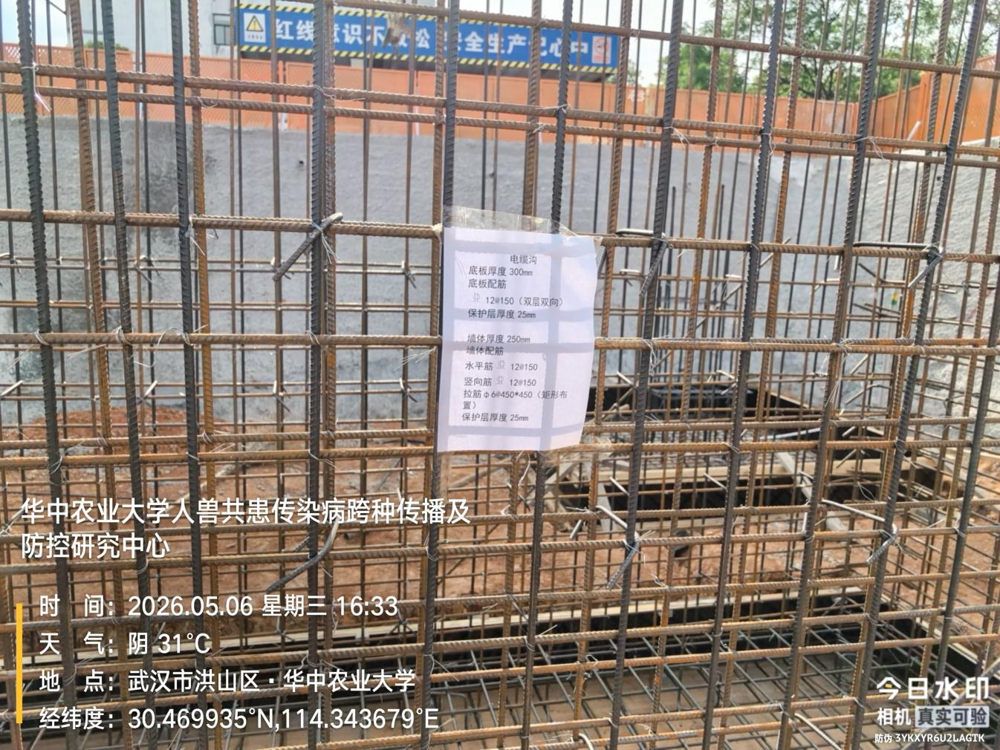 红线意识不放松 安全生产记心中
电缆沟
底板厚度 300mm
底板配筋
12@150（双层双向）
保护层厚度 25mm
墙体厚度 250mm
墙体配筋
水平筋 12@150
竖向筋 12@150
拉筋 φ6@450*450（矩形布
置）
保护层厚度 25mm
华中农业大学人兽共患传染病跨种传播及
防控研究中心
时 间：2026.05.06 星期三 16:33
天 气：阴 31°C
地 点：武汉市洪山区·华中农业大学
经纬度：30.469935°N,114.343679°E
今日水印
相机 真实可验
防伪 3YKXYR6U2LAGTK